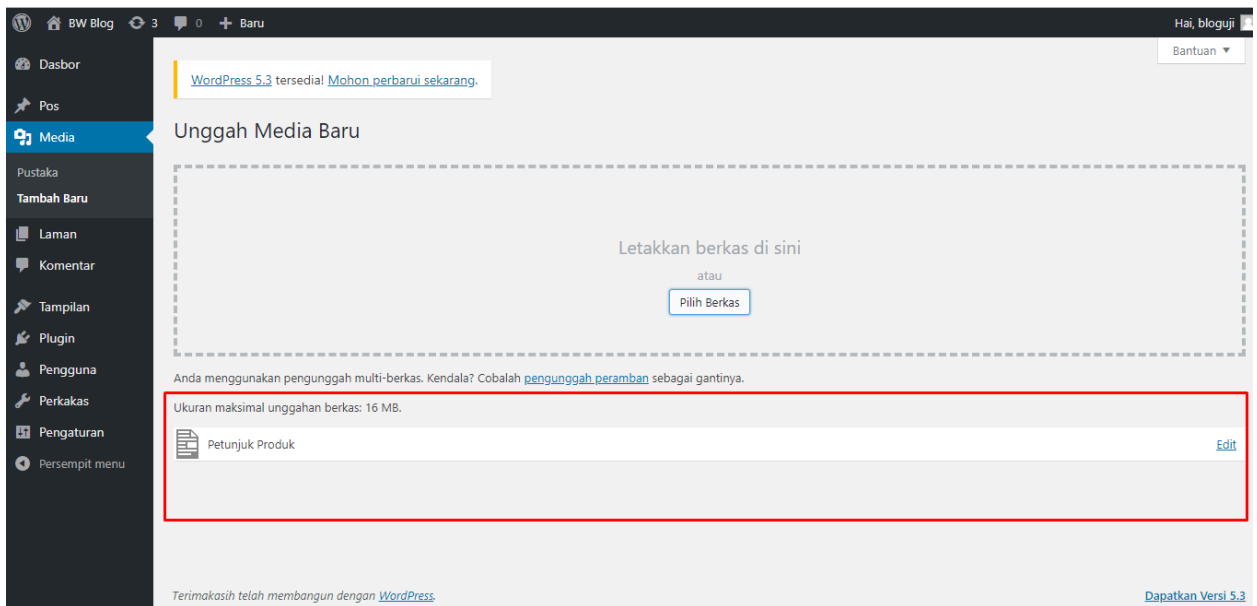 BW Blog 3 0 + Baru Hai, bloguji
Bantuan ▼
Dasbor
Pos
Media
Pustaka
Tambah Baru
Laman
Komentar
Tampilan
Plugin
Pengguna
Perkakas
Pengaturan
Persempit menu
WordPress 5.3 tersedia! Mohon perbarui sekarang.
Unggah Media Baru
Letakkan berkas di sini
atau
Pilih Berkas
Anda menggunakan pengunggah multi-berkas. Kendala? Cobalah pengunggah peramban sebagai gantinya.
Ukuran maksimal unggahan berkas: 16 MB.
Petunjuk Produk Edit
Terimakasih telah membangun dengan WordPress. Dapatkan Versi 5.3